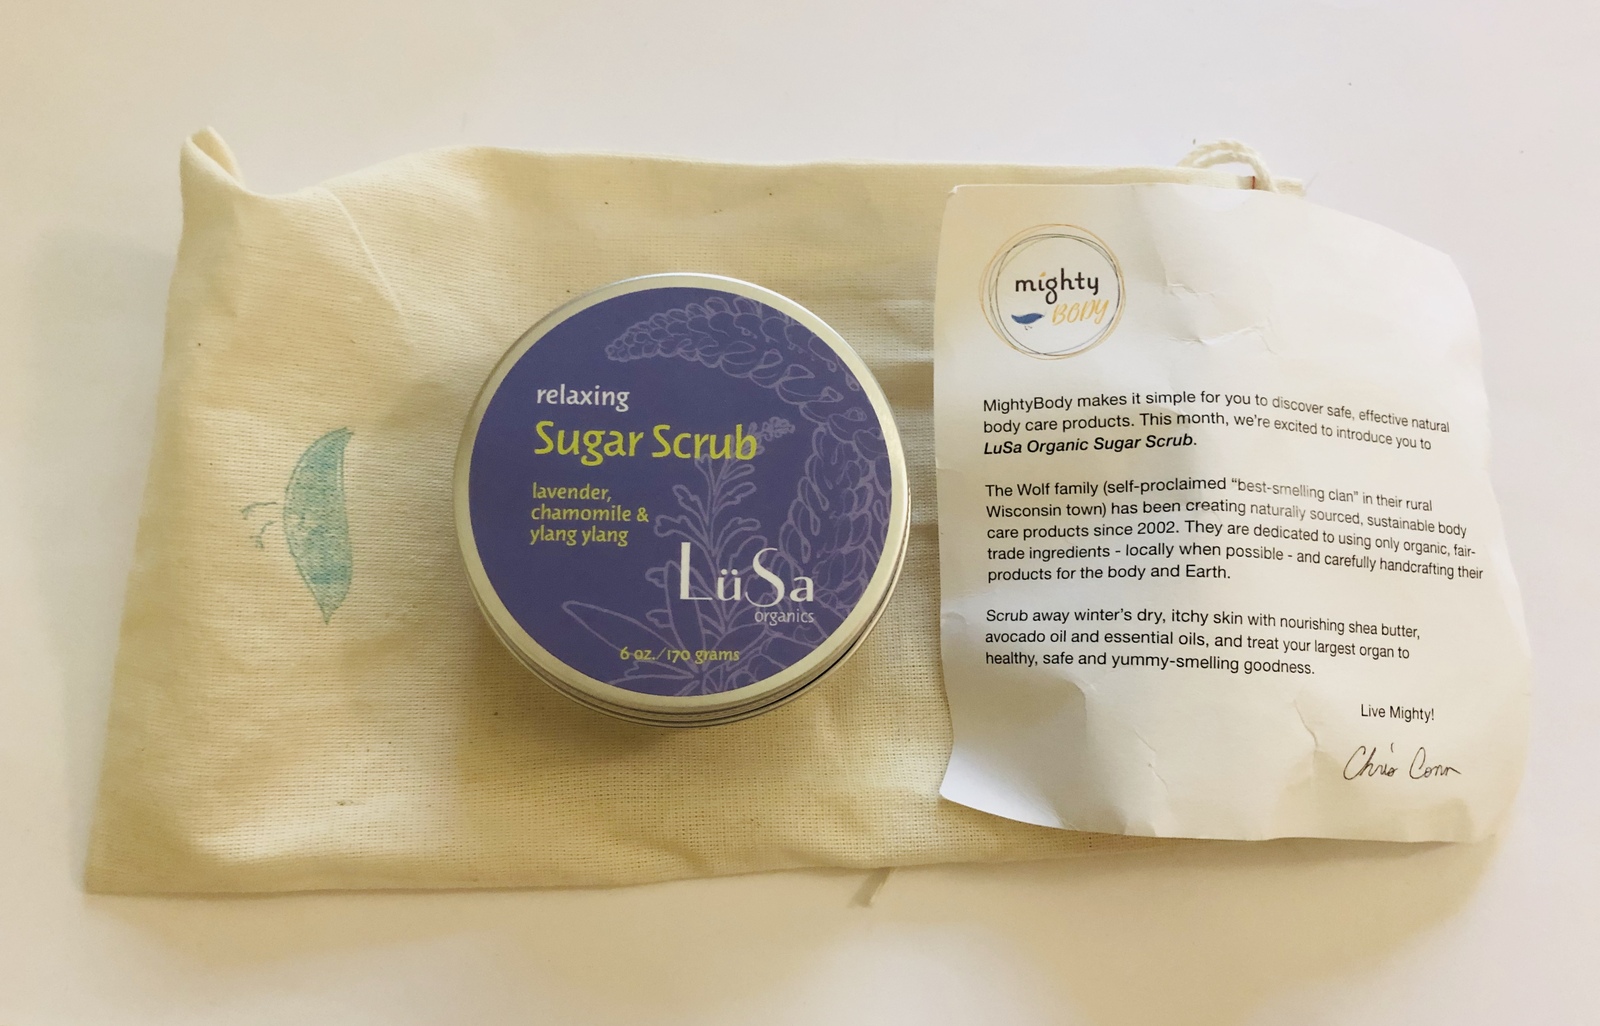 relaxing
Sugar Scrub
lavender,
chamomile &
ylang ylang
LüSa
organics
6 oz./170 grams
mighty
BODY
MightyBody makes it simple for you to discover safe, effective natural
body care products. This month, we're excited to introduce you to
LuSa Organic Sugar Scrub.
The Wolf family (self-proclaimed "best-smelling clan" in their rural
Wisconsin town) has been creating naturally sourced, sustainable body
care products since 2002. They are dedicated to using only organic, fair-
trade ingredients - locally when possible - and carefully handcrafting their
products for the body and Earth.
Scrub away winter's dry, itchy skin with nourishing shea butter,
avocado oil and essential oils, and treat your largest organ to
healthy, safe and yummy-smelling goodness.
Live Mighty!
Chris Conn